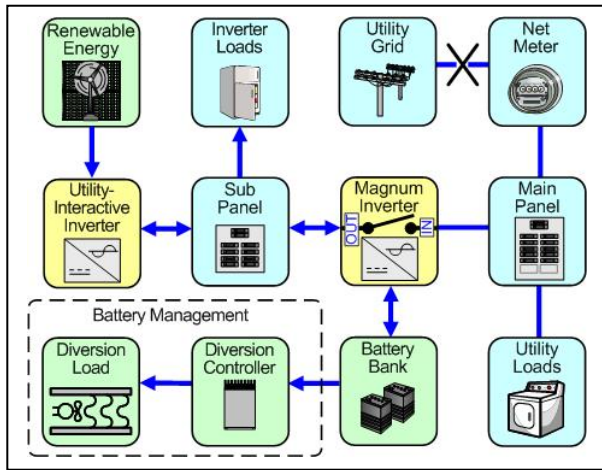 Renewable
Energy
Inverter
Loads
Utility
Grid
Net
Meter
Utility-
Interactive
Inverter
Sub
Panel
Magnum
Inverter
OUT
IN
Main
Panel
Battery Management
Diversion
Load
Diversion
Controller
Battery
Bank
Utility
Loads